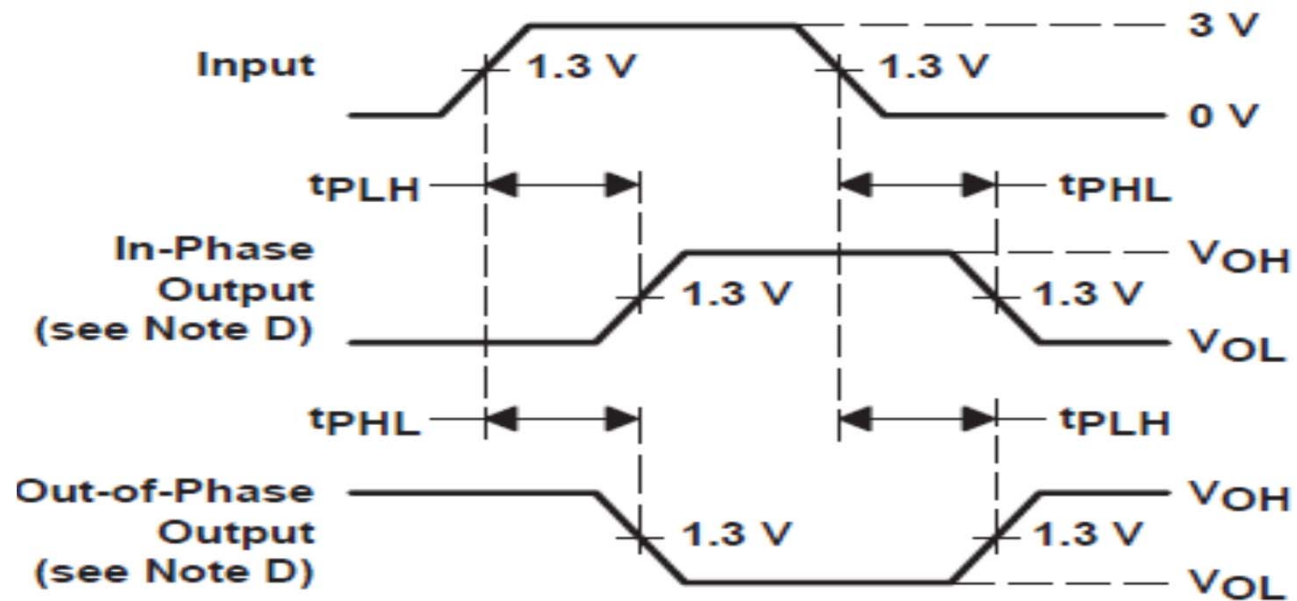 3 V
Input
1.3 V
1.3 V
0 V
tPLH
tPHL
In-Phase
Output
(see Note D)
1.3 V
1.3 V
VOH
VOL
tPHL
tPLH
Out-of-Phase
Output
(see Note D)
1.3 V
1.3 V
VOH
VOL